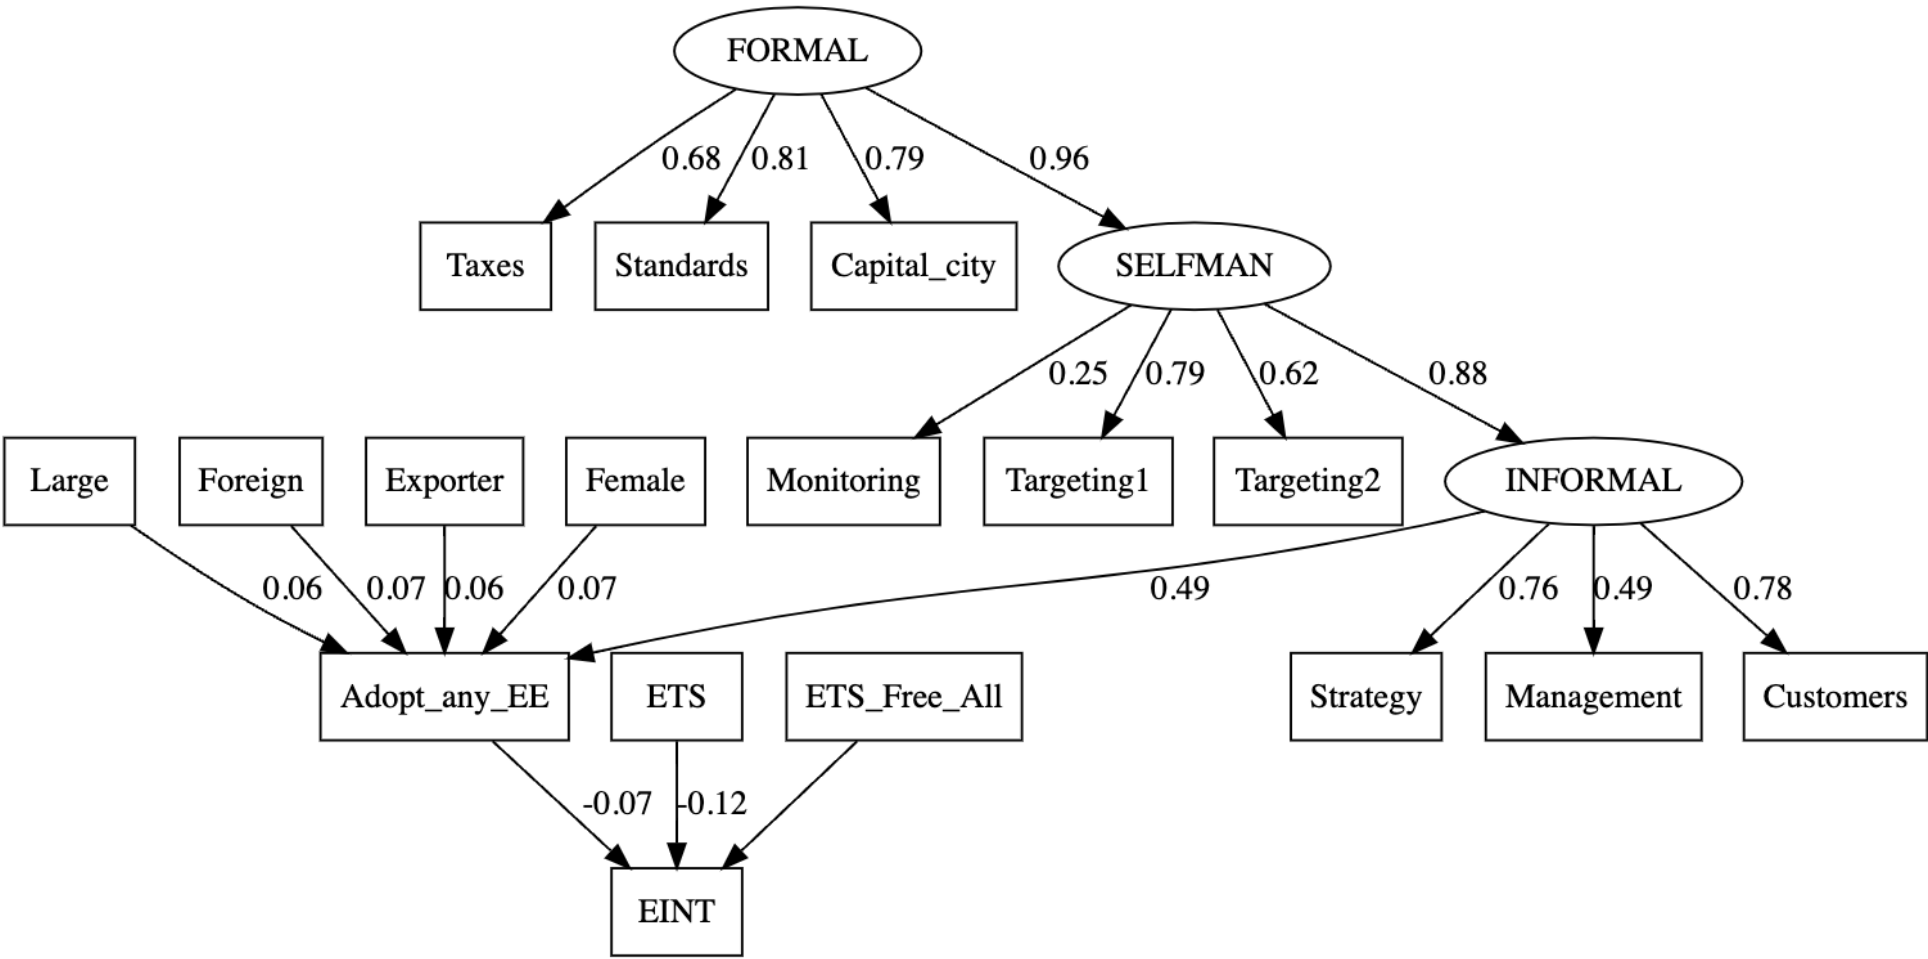 FORMAL
0.68 0.81 0.79 0.96
Taxes Standards Capital_city SELFMAN
0.25 0.79 0.62 0.88
Large Foreign Exporter Female Monitoring Targeting1 Targeting2 INFORMAL
0.06 0.07 0.06 0.07 0.49 0.76 0.49 0.78
Adopt_any_EE ETS ETS_Free_All Strategy Management Customers
-0.07 -0.12
EINT